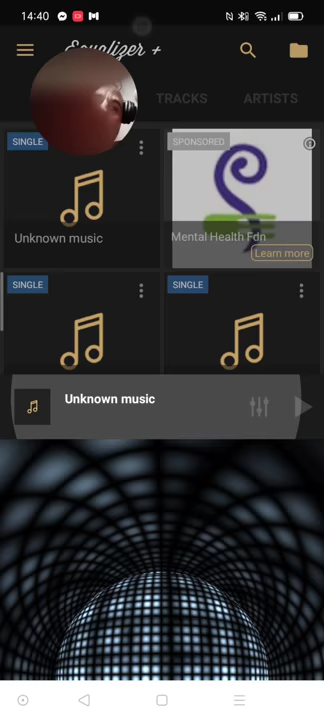 14:40
Equalizer +
TRACKS
ARTISTS
SINGLE
SPONSORED
Unknown music
Mental Health Fdn
Learn more
SINGLE
SINGLE
Unknown music